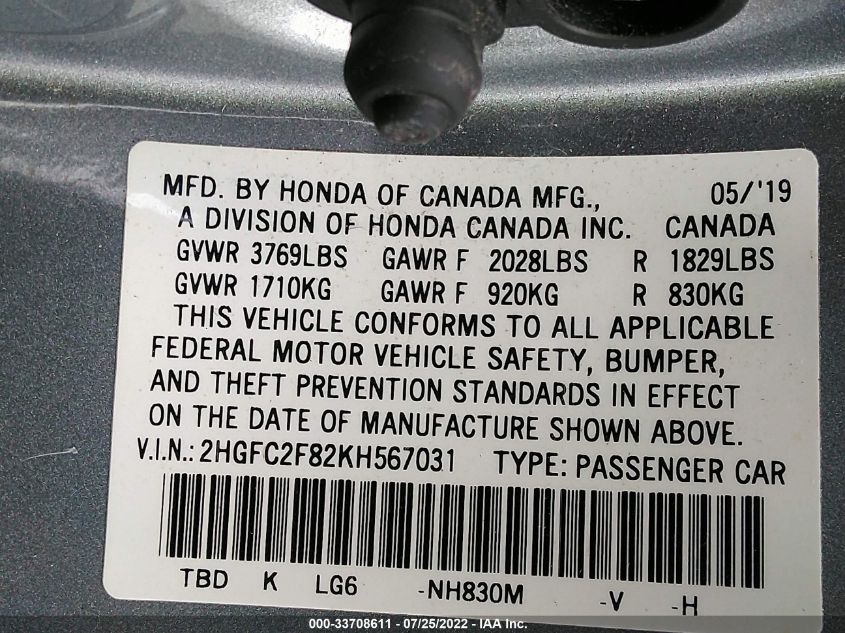 MFD. BY HONDA OF CANADA MFG., 05/'19
A DIVISION OF HONDA CANADA INC. CANADA
GVWR 3769LBS GAWR F 2028LBS R 1829LBS
GVWR 1710KG GAWR F 920KG R 830KG
THIS VEHICLE CONFORMS TO ALL APPLICABLE
FEDERAL MOTOR VEHICLE SAFETY, BUMPER,
AND THEFT PREVENTION STANDARDS IN EFFECT
ON THE DATE OF MANUFACTURE SHOWN ABOVE.
V.I.N.: 2HGFC2F82KH567031 TYPE: PASSENGER CAR
TBD K LG6 -NH830M -V -H
000-33708611 - 07/25/2022 - IAA Inc.